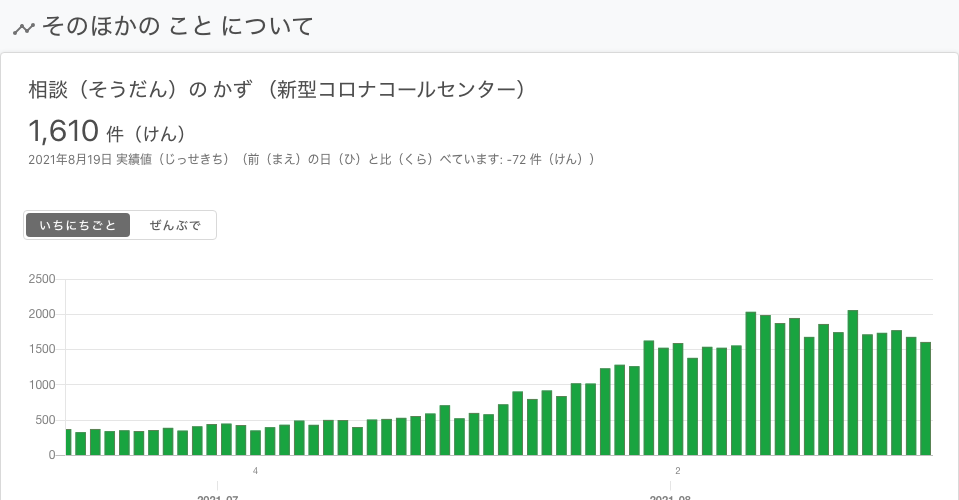 そのほかの こと について
相談（そうだん）の かず （新型コロナコールセンター）
1,610 件（けん）
2021年8月19日 実績値（じっせきち）（前（まえ）の日（ひ）と比（くら）べています: -72 件（けん））
いちにちごと ぜんぶで
2500
2000
1500
1000
500
0
4 2
2021-07 2021-08